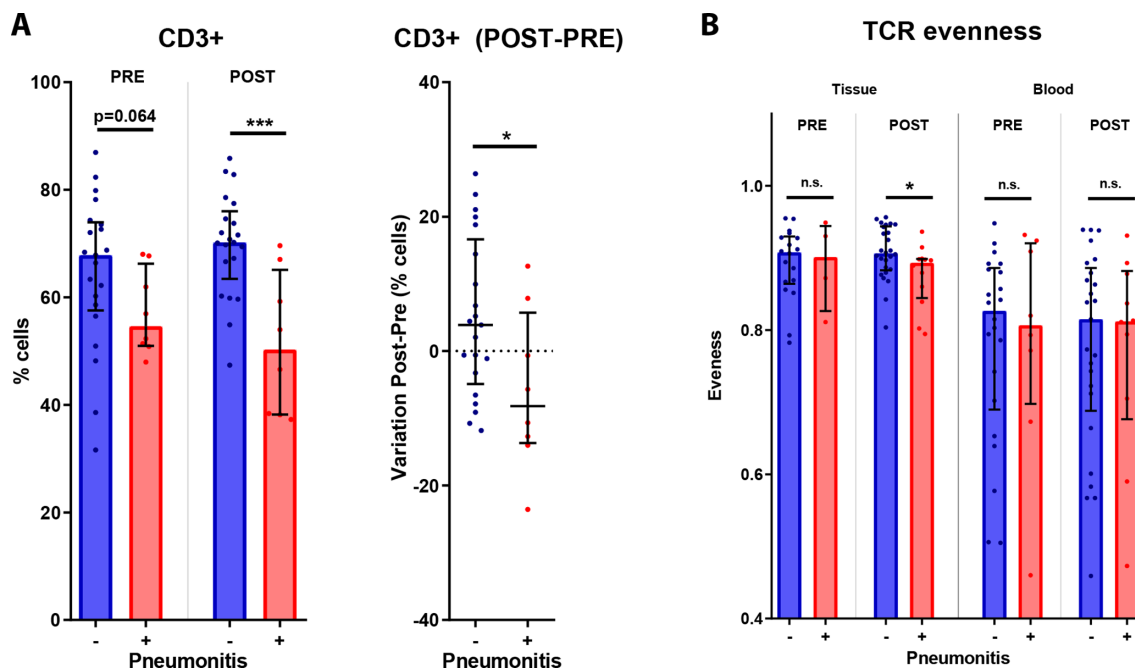 A
CD3+
PRE
POST
p=0.064
***
100
80
60
40
20
0
% cells
-
+
-
+
Pneumonitis
CD3+ (POST-PRE)
*
40
20
0
-20
-40
Variation Post-Pre (% cells)
-
+
Pneumonitis
B
TCR evenness
Tissue
Blood
PRE
POST
PRE
POST
n.s.
*
n.s.
n.s.
1.0
0.8
0.6
0.4
Eveness
-
+
-
+
-
+
-
+
Pneumonitis